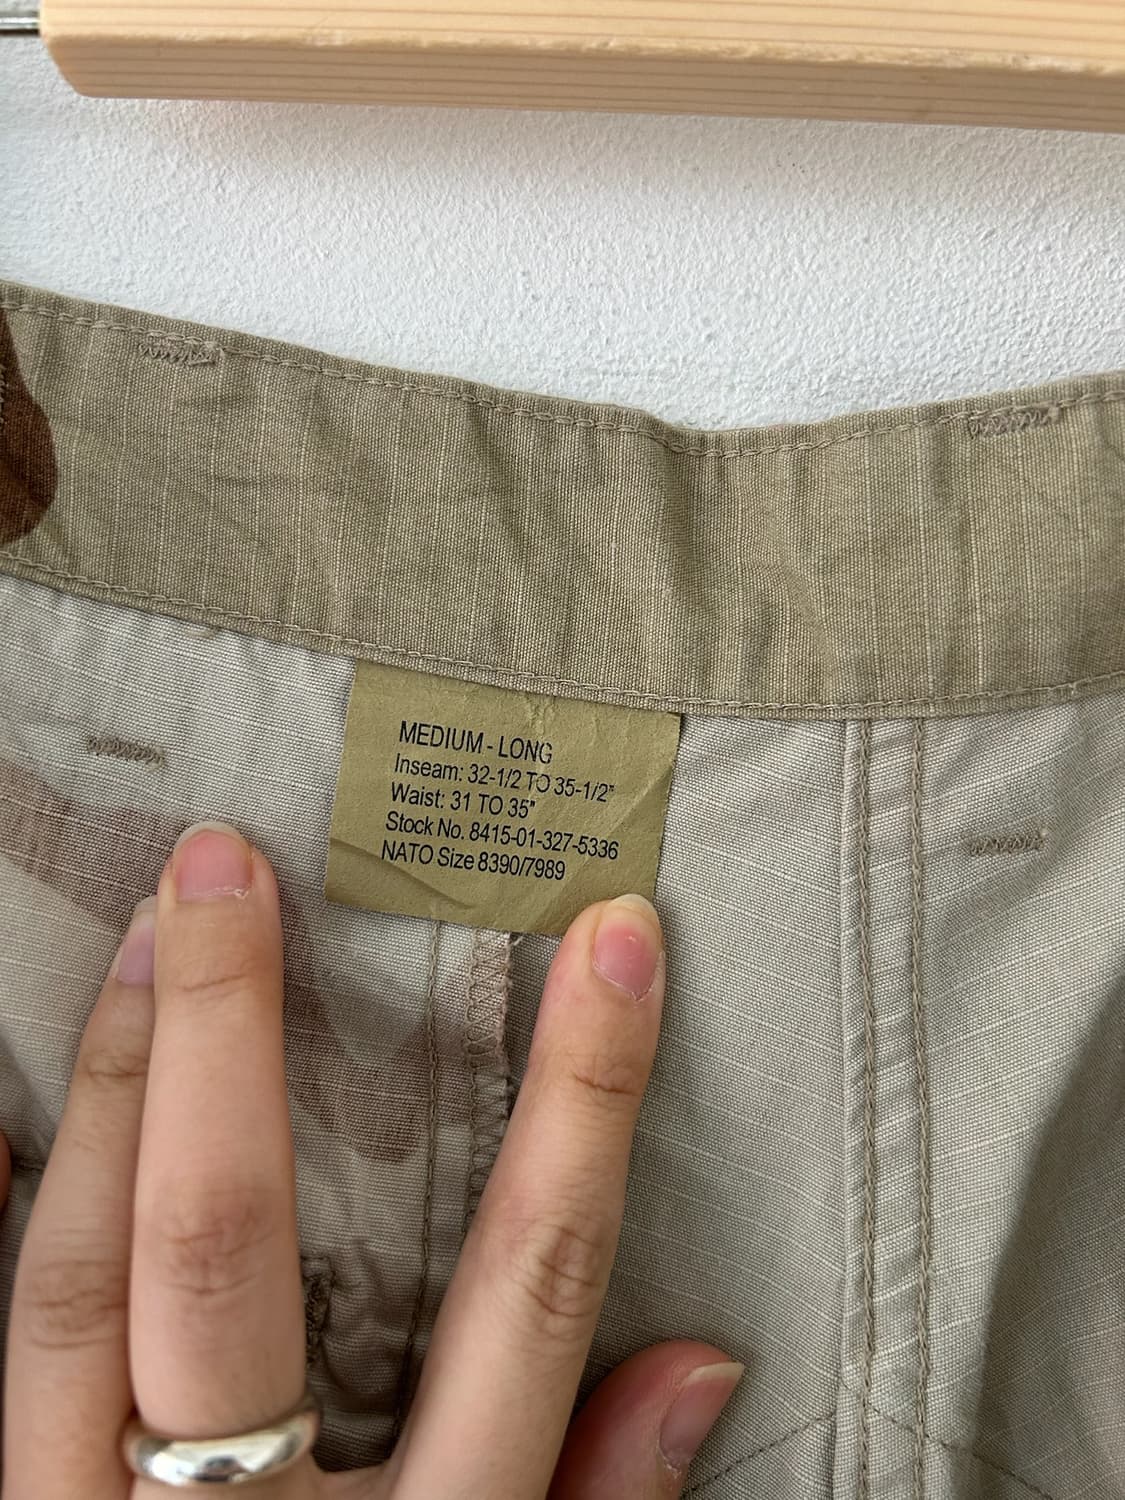 MEDIUM - LONG
Inseam: 32-1/2 TO 35-1/2"
Waist: 31 TO 35"
Stock No. 8415-01-327-5336
NATO Size 8390/7989